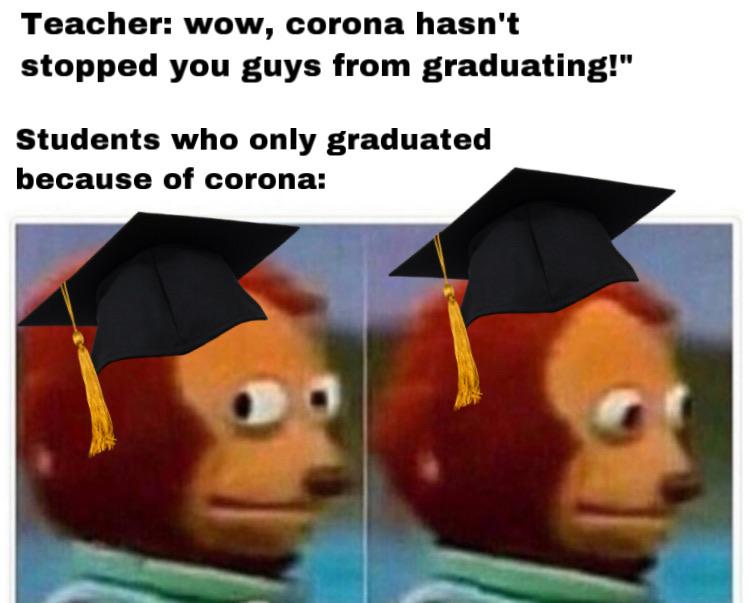 Teacher: wow, corona hasn't
stopped you guys from graduating!"
Students who only graduated
because of corona: